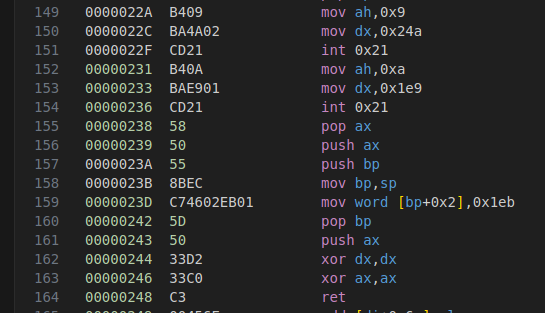 149 0000022A B409 mov ah,0x9
150 0000022C BA4A02 mov dx,0x24a
151 0000022F CD21 int 0x21
152 00000231 B40A mov ah,0xa
153 00000233 BAE901 mov dx,0x1e9
154 00000236 CD21 int 0x21
155 00000238 58 pop ax
156 00000239 50 push ax
157 0000023A 55 push bp
158 0000023B 8BEC mov bp,sp
159 0000023D C74602EB01 mov word [bp+0x2],0x1eb
160 00000242 5D pop bp
161 00000243 50 push ax
162 00000244 33D2 xor dx,dx
163 00000246 33C0 xor ax,ax
164 00000248 C3 ret